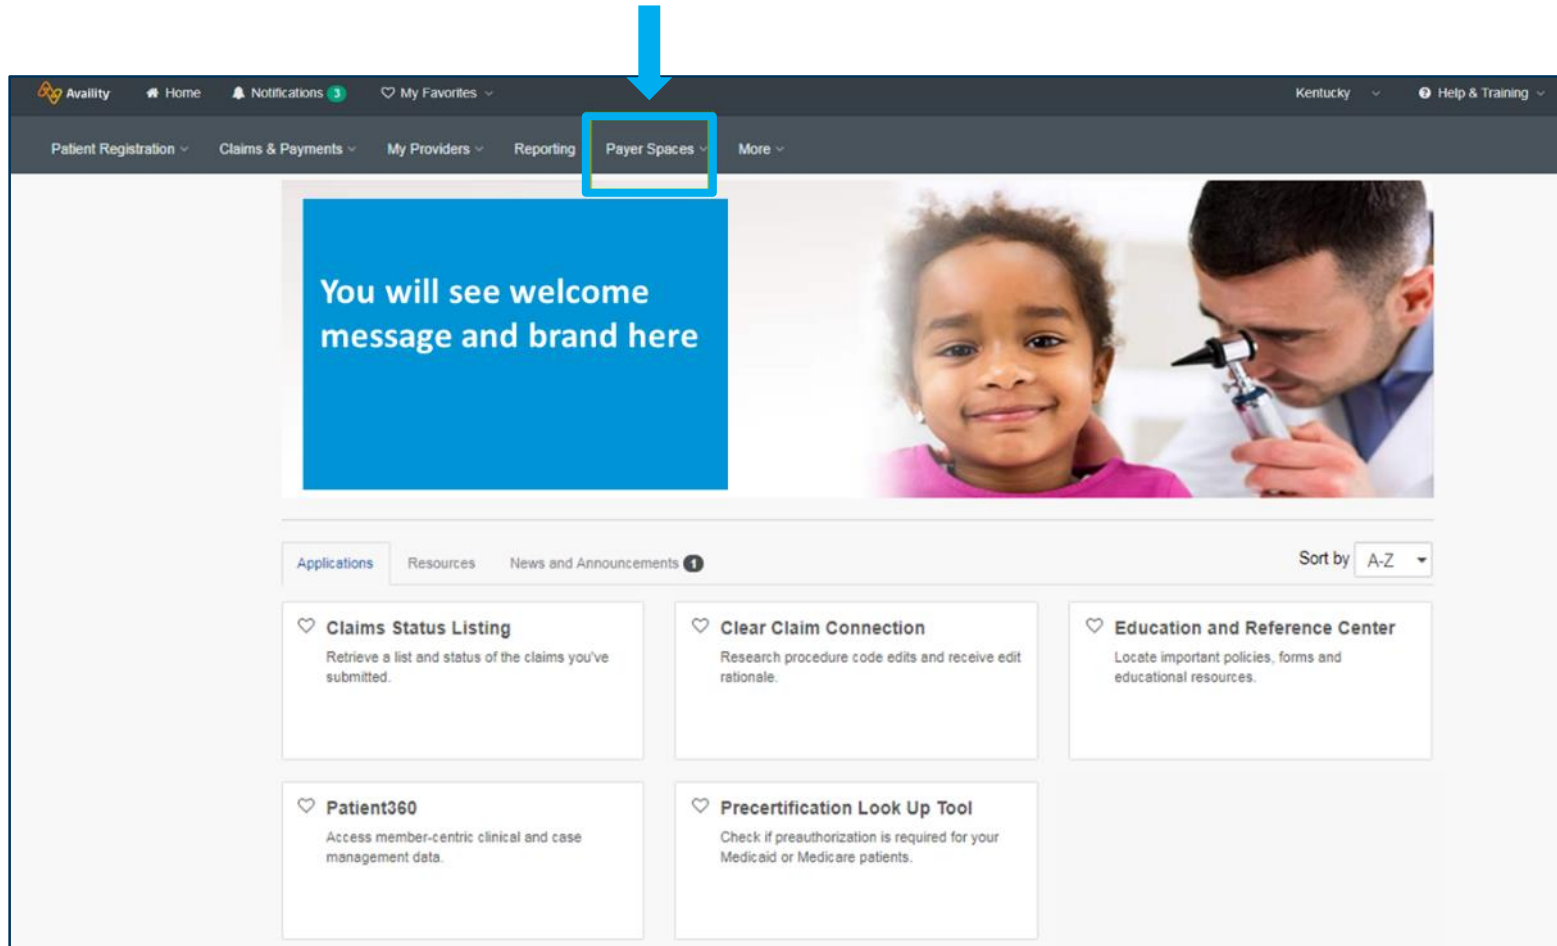 Availity Home Notifications 3 My Favorites Kentucky Help & Training
Patient Registration Claims & Payments My Providers Reporting Payer Spaces More
You will see welcome
message and brand here
Applications Resources News and Announcements 1 Sort by A-Z
Claims Status Listing
Retrieve a list and status of the claims you've
submitted.
Clear Claim Connection
Research procedure code edits and receive edit
rationale.
Education and Reference Center
Locate important policies, forms and
educational resources.
Patient360
Access member-centric clinical and case
management data.
Precertification Look Up Tool
Check if preauthorization is required for your
Medicaid or Medicare patients.